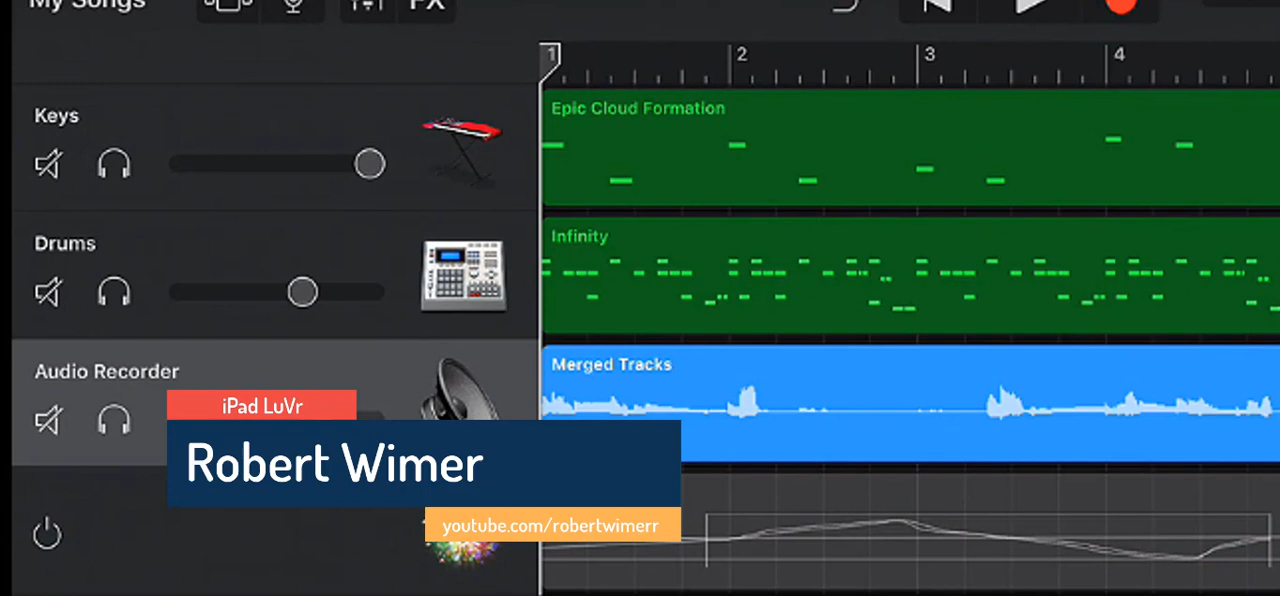 My Songs
FX
1
2
3
4
Keys
Epic Cloud Formation
Drums
Infinity
Audio Recorder
Merged Tracks
iPad LuVr
Robert Wimer
youtube.com/robertwimerr